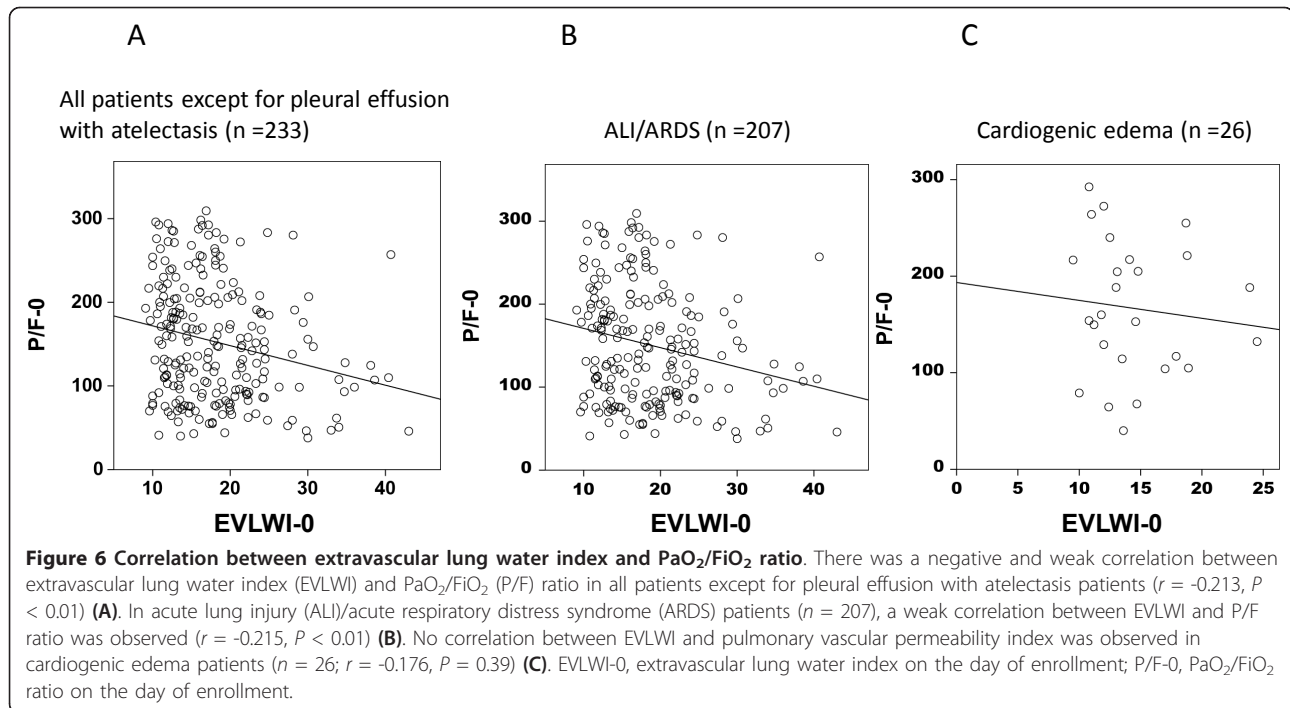 A
B
C
All patients except for pleural effusion
with atelectasis (n =233)
ALI/ARDS (n =207)
Cardiogenic edema (n =26)
P/F-0
300
200
100
0
10
20
30
40
EVLWI-0
P/F-0
300
200
100
0
10
20
30
40
EVLWI-0
P/F-0
300
200
100
0
0
5
10
15
20
25
EVLWI-0
Figure 6 Correlation between extravascular lung water index and PaO₂/FiO₂ ratio. There was a negative and weak correlation between
extravascular lung water index (EVLWI) and PaO₂/FiO₂ (P/F) ratio in all patients except for pleural effusion with atelectasis patients (r = -0.213, P
< 0.01) (A). In acute lung injury (ALI)/acute respiratory distress syndrome (ARDS) patients (n = 207), a weak correlation between EVLWI and P/F
ratio was observed (r = -0.215, P < 0.01) (B). No correlation between EVLWI and pulmonary vascular permeability index was observed in
cardiogenic edema patients (n = 26; r = -0.176, P = 0.39) (C). EVLWI-0, extravascular lung water index on the day of enrollment; P/F-0, PaO₂/FiO₂
ratio on the day of enrollment.